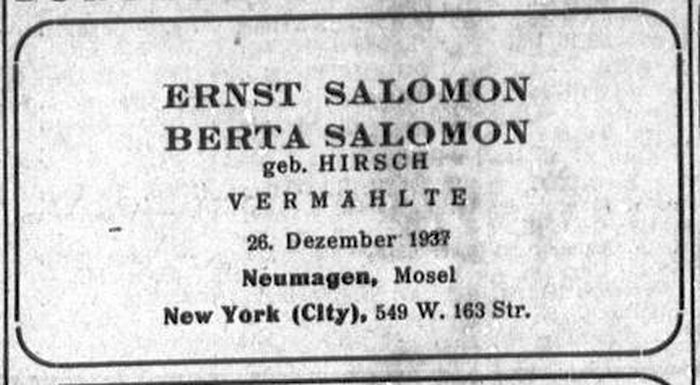 ERNST SALOMON
BERTA SALOMON
geb. HIRSCH
VERMÄHLTE
26. Dezember 1937
Neumagen, Mosel
New York (City), 549 W. 163 Str.